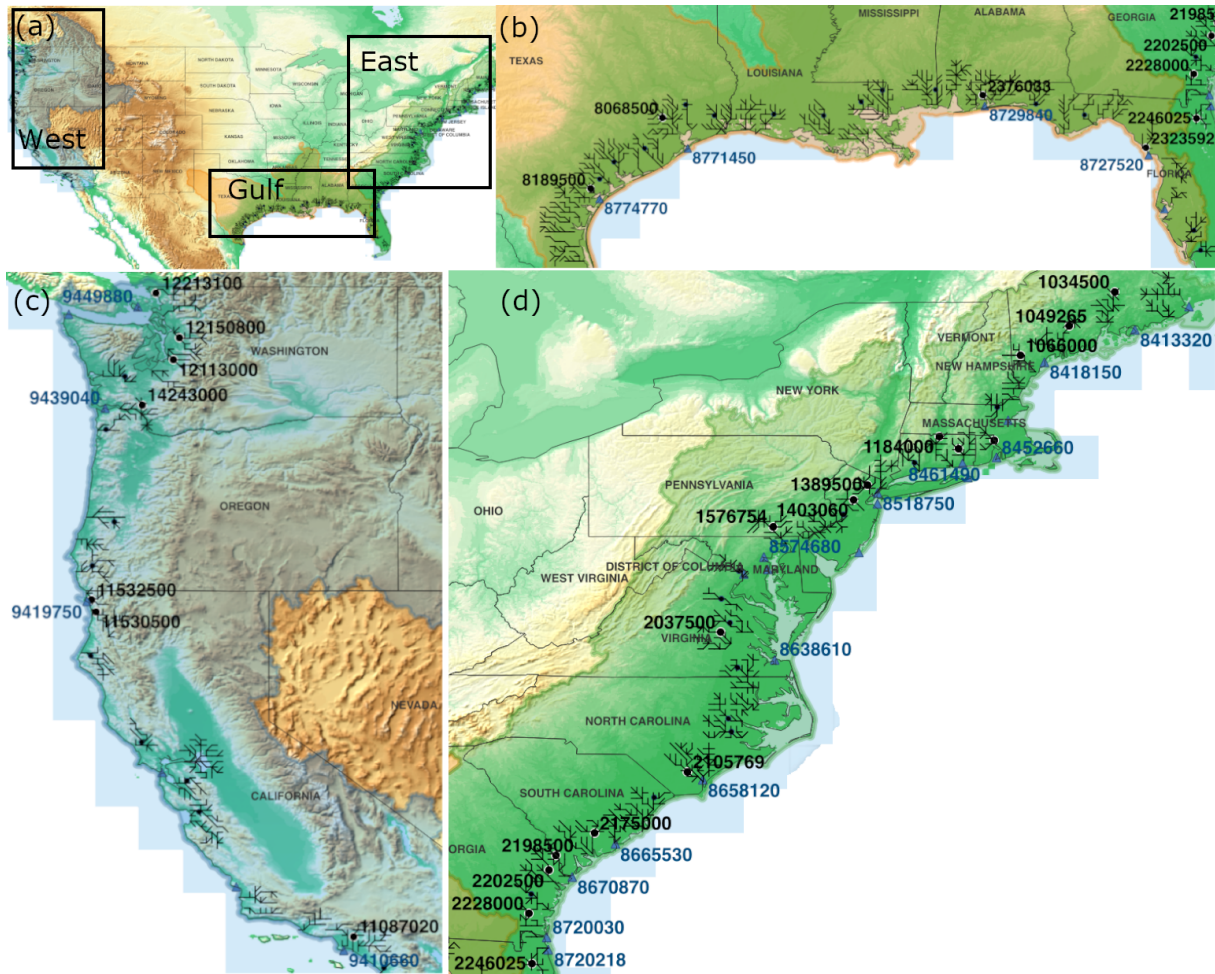 (a)
East
West
Gulf
WASHINGTON
MONTANA
NORTH DAKOTA
SOUTH DAKOTA
MINNESOTA
WISCONSIN
NEBRASKA
IOWA
ILLINOIS
KANSAS
OKLAHOMA
(b)
MISSISSIPPI
ALABAMA
GEORGIA
21985
TEXAS
LOUISIANA
2202500
2228000
2376033
8068500
8729840
2246025
2323592
8771450
8727520
FLORIDA
8189500
8774770
(c)
9449880
12213100
12150800
WASHINGTON
12113000
9439040
14243000
OREGON
11532500
9419750
11530500
NEVADA
CALIFORNIA
11087020
9410660
(d)
1034500
1049265
8413320
VERMONT
1066000
NEW HAMPSHIRE
8418150
NEW YORK
MASSACHUSETTS
1184000
8452660
8461490
PENNSYLVANIA
1389500
8518750
OHIO
1576754
1403060
8574680
DISTRICT OF COLUMBIA
MARYLAND
WEST VIRGINIA
2037500
VIRGINIA
8638610
NORTH CAROLINA
2105769
8658120
SOUTH CAROLINA
2175000
2198500
8665530
ORGIA
2202500
8670870
2228000
8720030
2246025
8720218